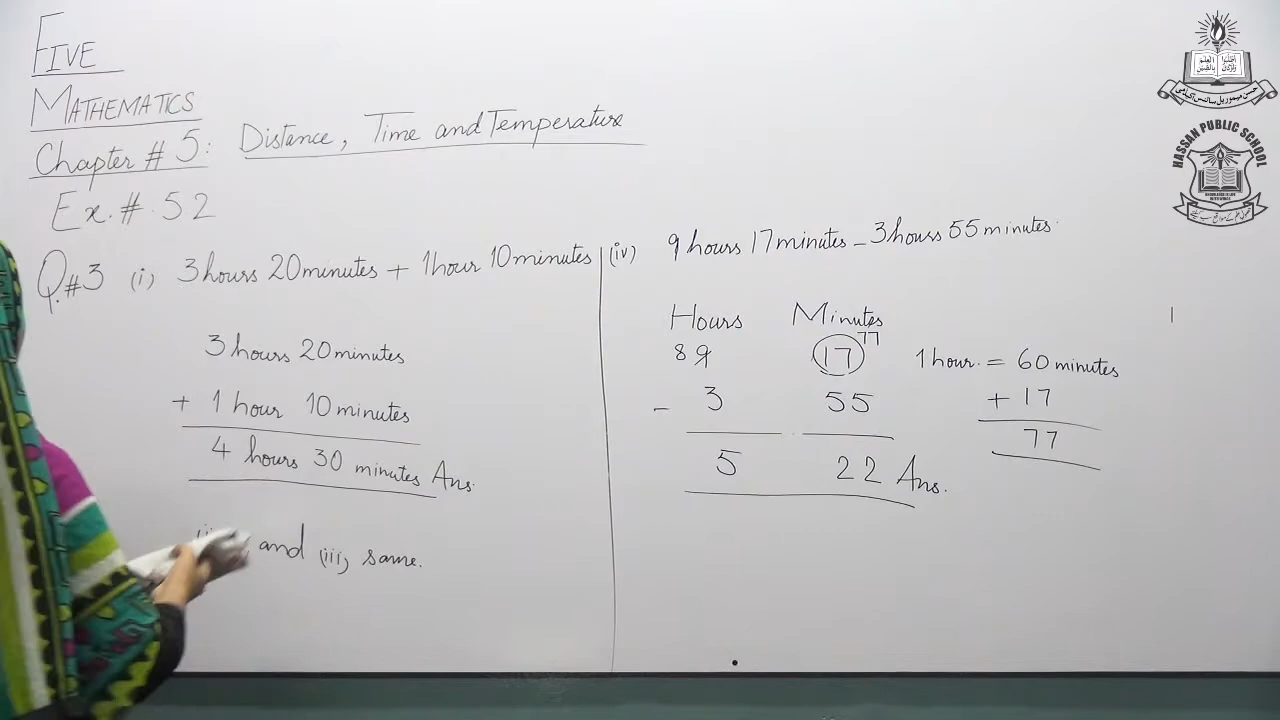 FIVE
MATHEMATICS
Chapter # 5: Distance, Time and Temperature
Ex. # 5.2
Q.#3 (i) 3 hours 20 minutes + 1 hour 10 minutes
3 hours 20 minutes
+ 1 hour 10 minutes
4 hours 30 minutes Ans.
and (iii) same.
(iv) 9 hours 17 minutes - 3 hours 55 minutes.
Hours Minutes
8 9 17 77
- 3 55
5 22 Ans.
1 hour. = 60 minutes
+ 17
77
HASSAN PUBLIC SCHOOL